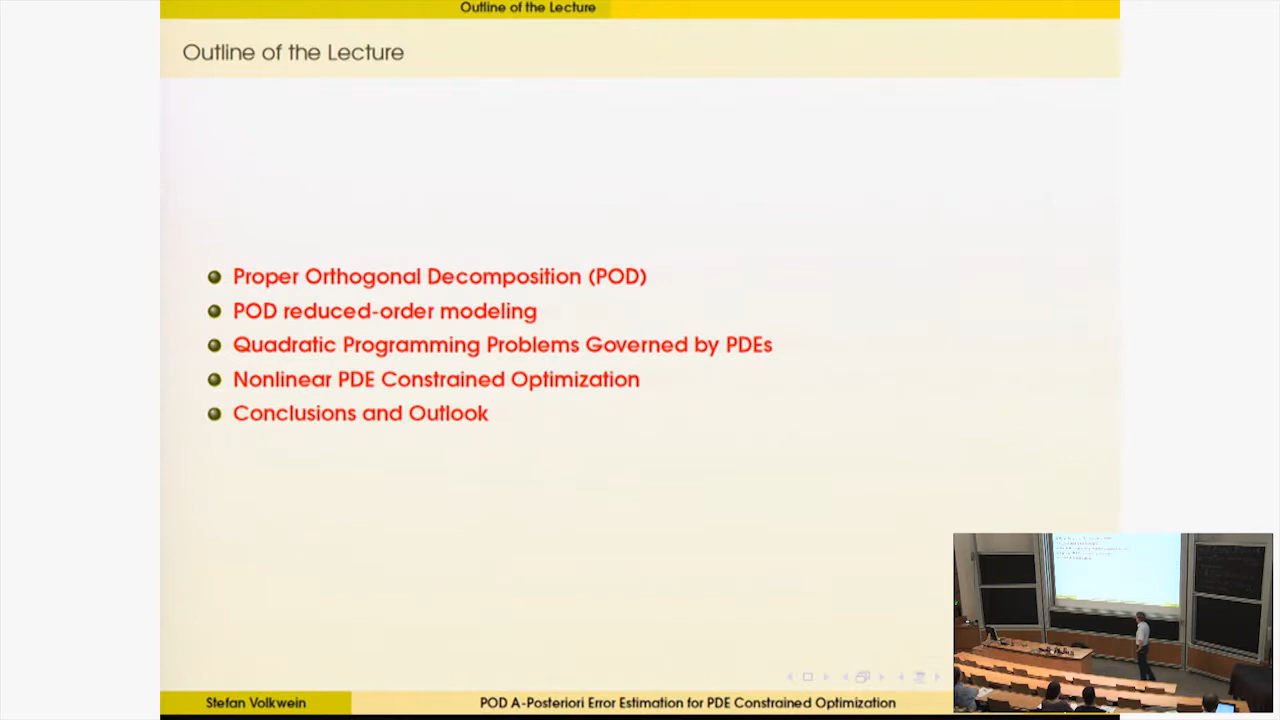 Outline of the Lecture
Outline of the Lecture
Proper Orthogonal Decomposition (POD)
POD reduced-order modeling
Quadratic Programming Problems Governed by PDEs
Nonlinear PDE Constrained Optimization
Conclusions and Outlook
Stefan Volkwein
POD A-Posteriori Error Estimation for PDE Constrained Optimization